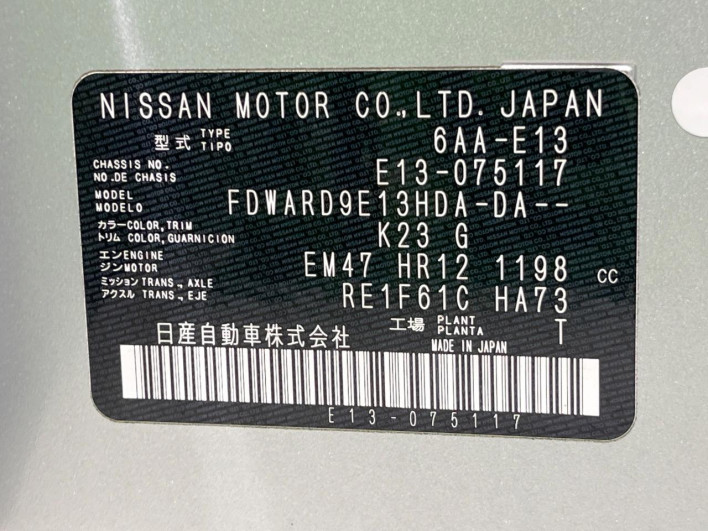 NISSAN MOTOR CO.,LTD. JAPAN
型式 TYPE TIPO 6AA-E13
CHASSIS NO. NO.DE CHASIS E13-075117
MODEL MODELO FDWARD9E13HDA-DA--
カラー COLOR,TRIM トリム COLOR,GUARNICION K23 G
エンジン ENGINE MOTOR EM47 HR12 1198 cc
ミッション TRANS., AXLE アクスル TRANS., EJE RE1F61C HA73
工場 PLANT PLANTA T
日産自動車株式会社 MADE IN JAPAN
E13-075117